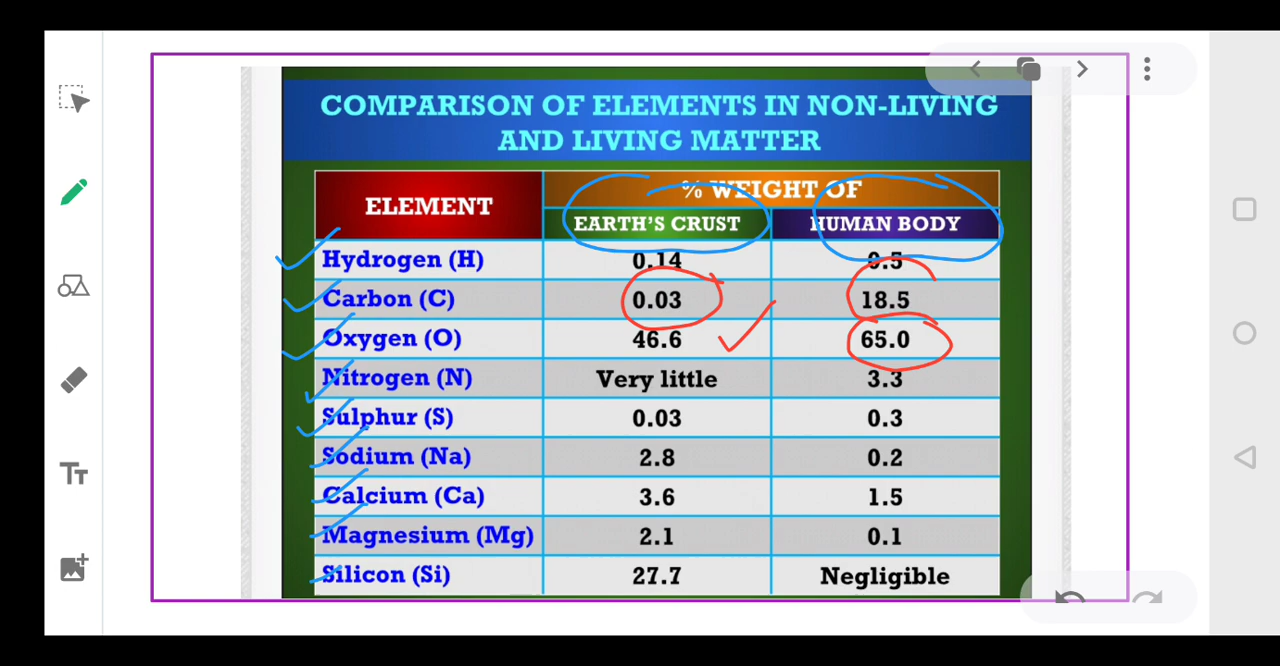 COMPARISON OF ELEMENTS IN NON-LIVING
AND LIVING MATTER
ELEMENT
% WEIGHT OF
EARTH'S CRUST HUMAN BODY
Hydrogen (H) 0.14 0.5
Carbon (C) 0.03 18.5
Oxygen (O) 46.6 65.0
Nitrogen (N) Very little 3.3
Sulphur (S) 0.03 0.3
Sodium (Na) 2.8 0.2
Calcium (Ca) 3.6 1.5
Magnesium (Mg) 2.1 0.1
Silicon (Si) 27.7 Negligible
TT